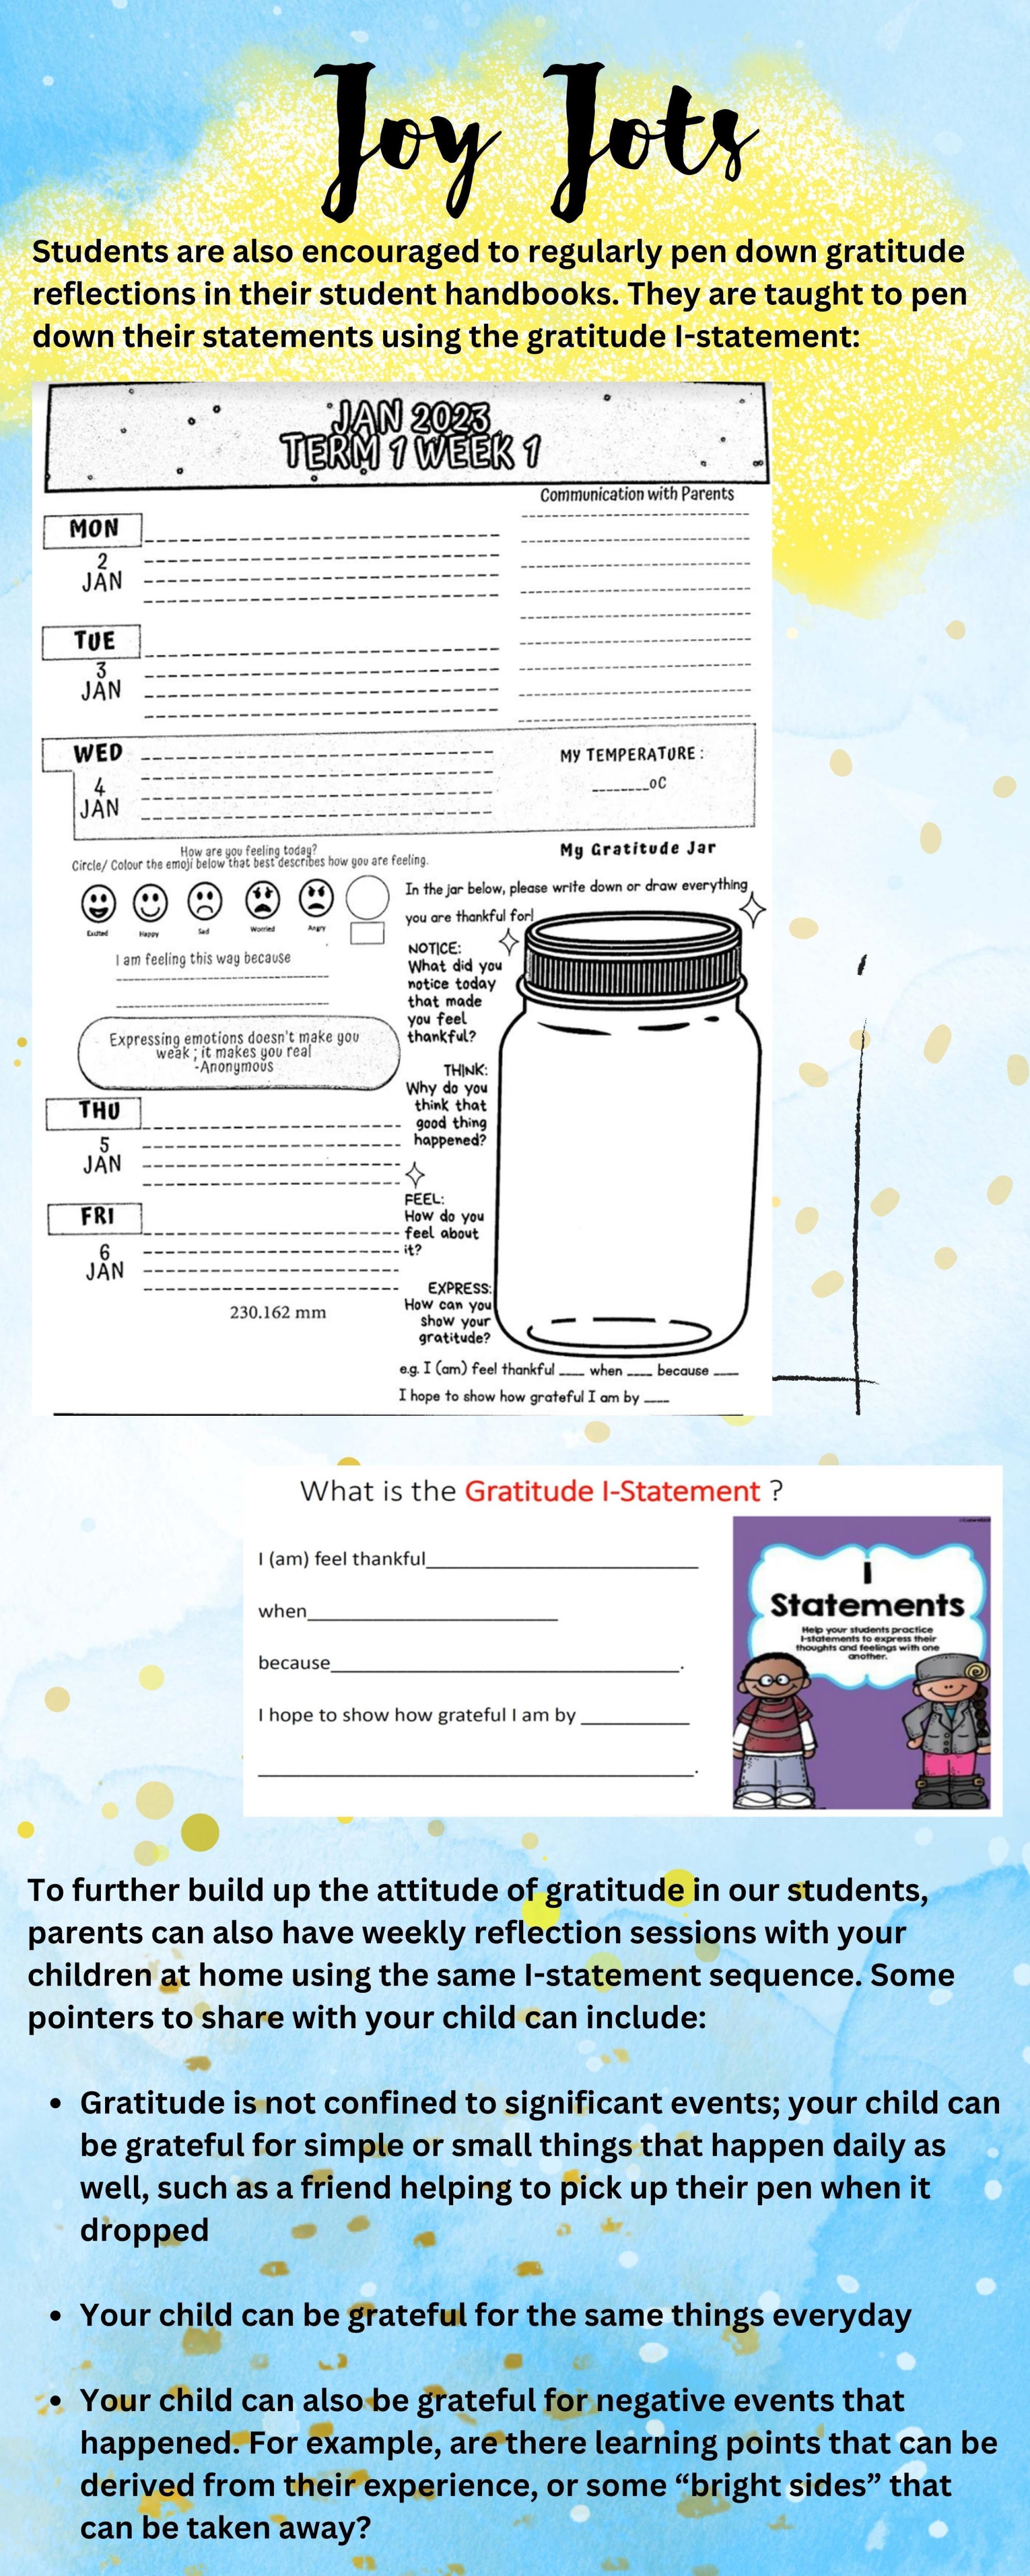 Joy Jots
Students are also encouraged to regularly pen down gratitude
reflections in their student handbooks. They are taught to pen
down their statements using the gratitude I-statement:
JAN 2023
TERM 1 WEEK 1
Communication with Parents
MON
2
JAN
TUE
3
JAN
WED
4
JAN
MY TEMPERATURE :
________oC
How are you feeling today?
Circle/ Colour the emoji below that best describes how you are feeling.
Excited
Happy
Sad
Worried
Angry
I am feeling this way because
Expressing emotions doesn't make you
weak ; it makes you real
-Anonymous
My Gratitude Jar
In the jar below, please write down or draw everything
you are thankful for!
NOTICE:
What did you
notice today
that made
you feel
thankful?
THINK:
Why do you
think that
good thing
happened?
FEEL:
How do you
feel about
it?
EXPRESS:
How can you
show your
gratitude?
e.g. I (am) feel thankful ____ when ____ because ____
I hope to show how grateful I am by ____
THU
5
JAN
FRI
6
JAN
230.162 mm
What is the Gratitude I-Statement ?
I (am) feel thankful____________________
when____________________
because____________________.
I hope to show how grateful I am by __________
____________________.
I
Statements
Help your students practice
I-statements to express their
thoughts and feelings with one
another.
To further build up the attitude of gratitude in our students,
parents can also have weekly reflection sessions with your
children at home using the same I-statement sequence. Some
pointers to share with your child can include:
• Gratitude is not confined to significant events; your child can
be grateful for simple or small things that happen daily as
well, such as a friend helping to pick up their pen when it
dropped
• Your child can be grateful for the same things everyday
• Your child can also be grateful for negative events that
happened. For example, are there learning points that can be
derived from their experience, or some “bright sides” that
can be taken away?